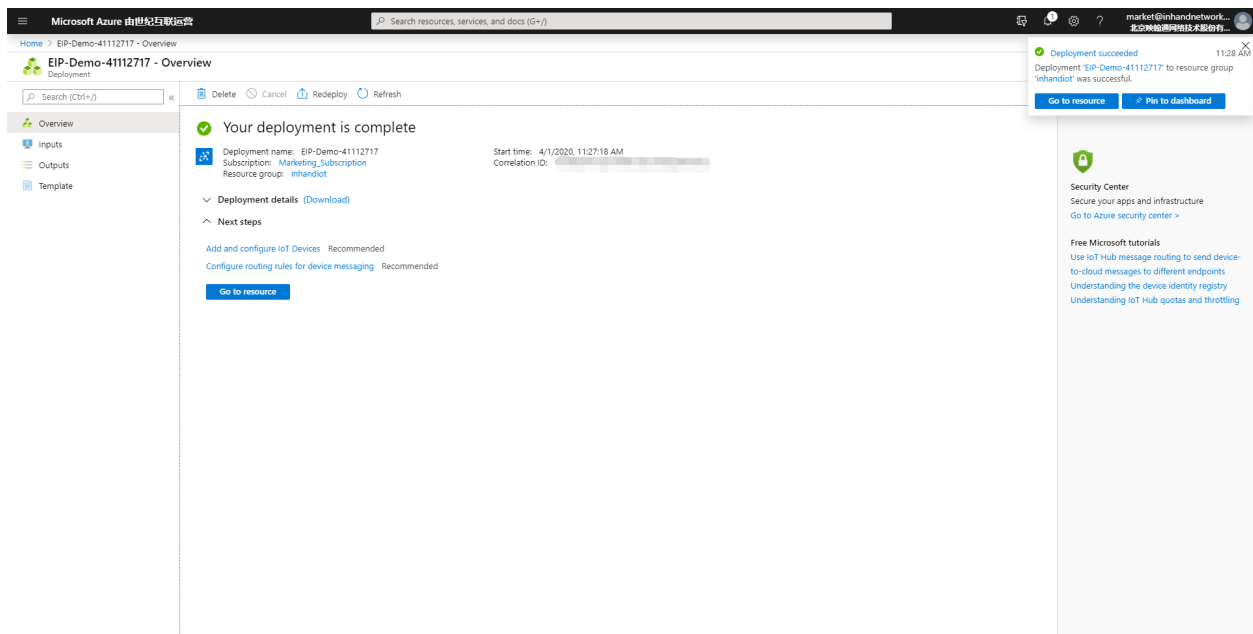 Microsoft Azure 由世纪互联运营
Search resources, services, and docs (G+/)
1
?
market@inhandnetwork...
北京映翰通网络技术股份有...
Home > EIP-Demo-41112717 - Overview
EIP-Demo-41112717 - Overview
Deployment
Deployment succeeded
11:28 AM
Deployment 'EIP-Demo-41112717' to resource group
'inhandiot' was successful.
Go to resource
Pin to dashboard
Search (Ctrl+/)
«
Delete
Cancel
Redeploy
Refresh
Overview
Inputs
Outputs
Template
Your deployment is complete
Deployment name: EIP-Demo-41112717
Subscription: Marketing_Subscription
Resource group: inhandiot
Start time: 4/1/2020, 11:27:18 AM
Correlation ID:
Deployment details (Download)
Next steps
Add and configure IoT Devices Recommended
Configure routing rules for device messaging Recommended
Go to resource
Security Center
Secure your apps and infrastructure
Go to Azure security center >
Free Microsoft tutorials
Use IoT Hub message routing to send device-
to-cloud messages to different endpoints
Understanding the device identity registry
Understanding IoT Hub quotas and throttling